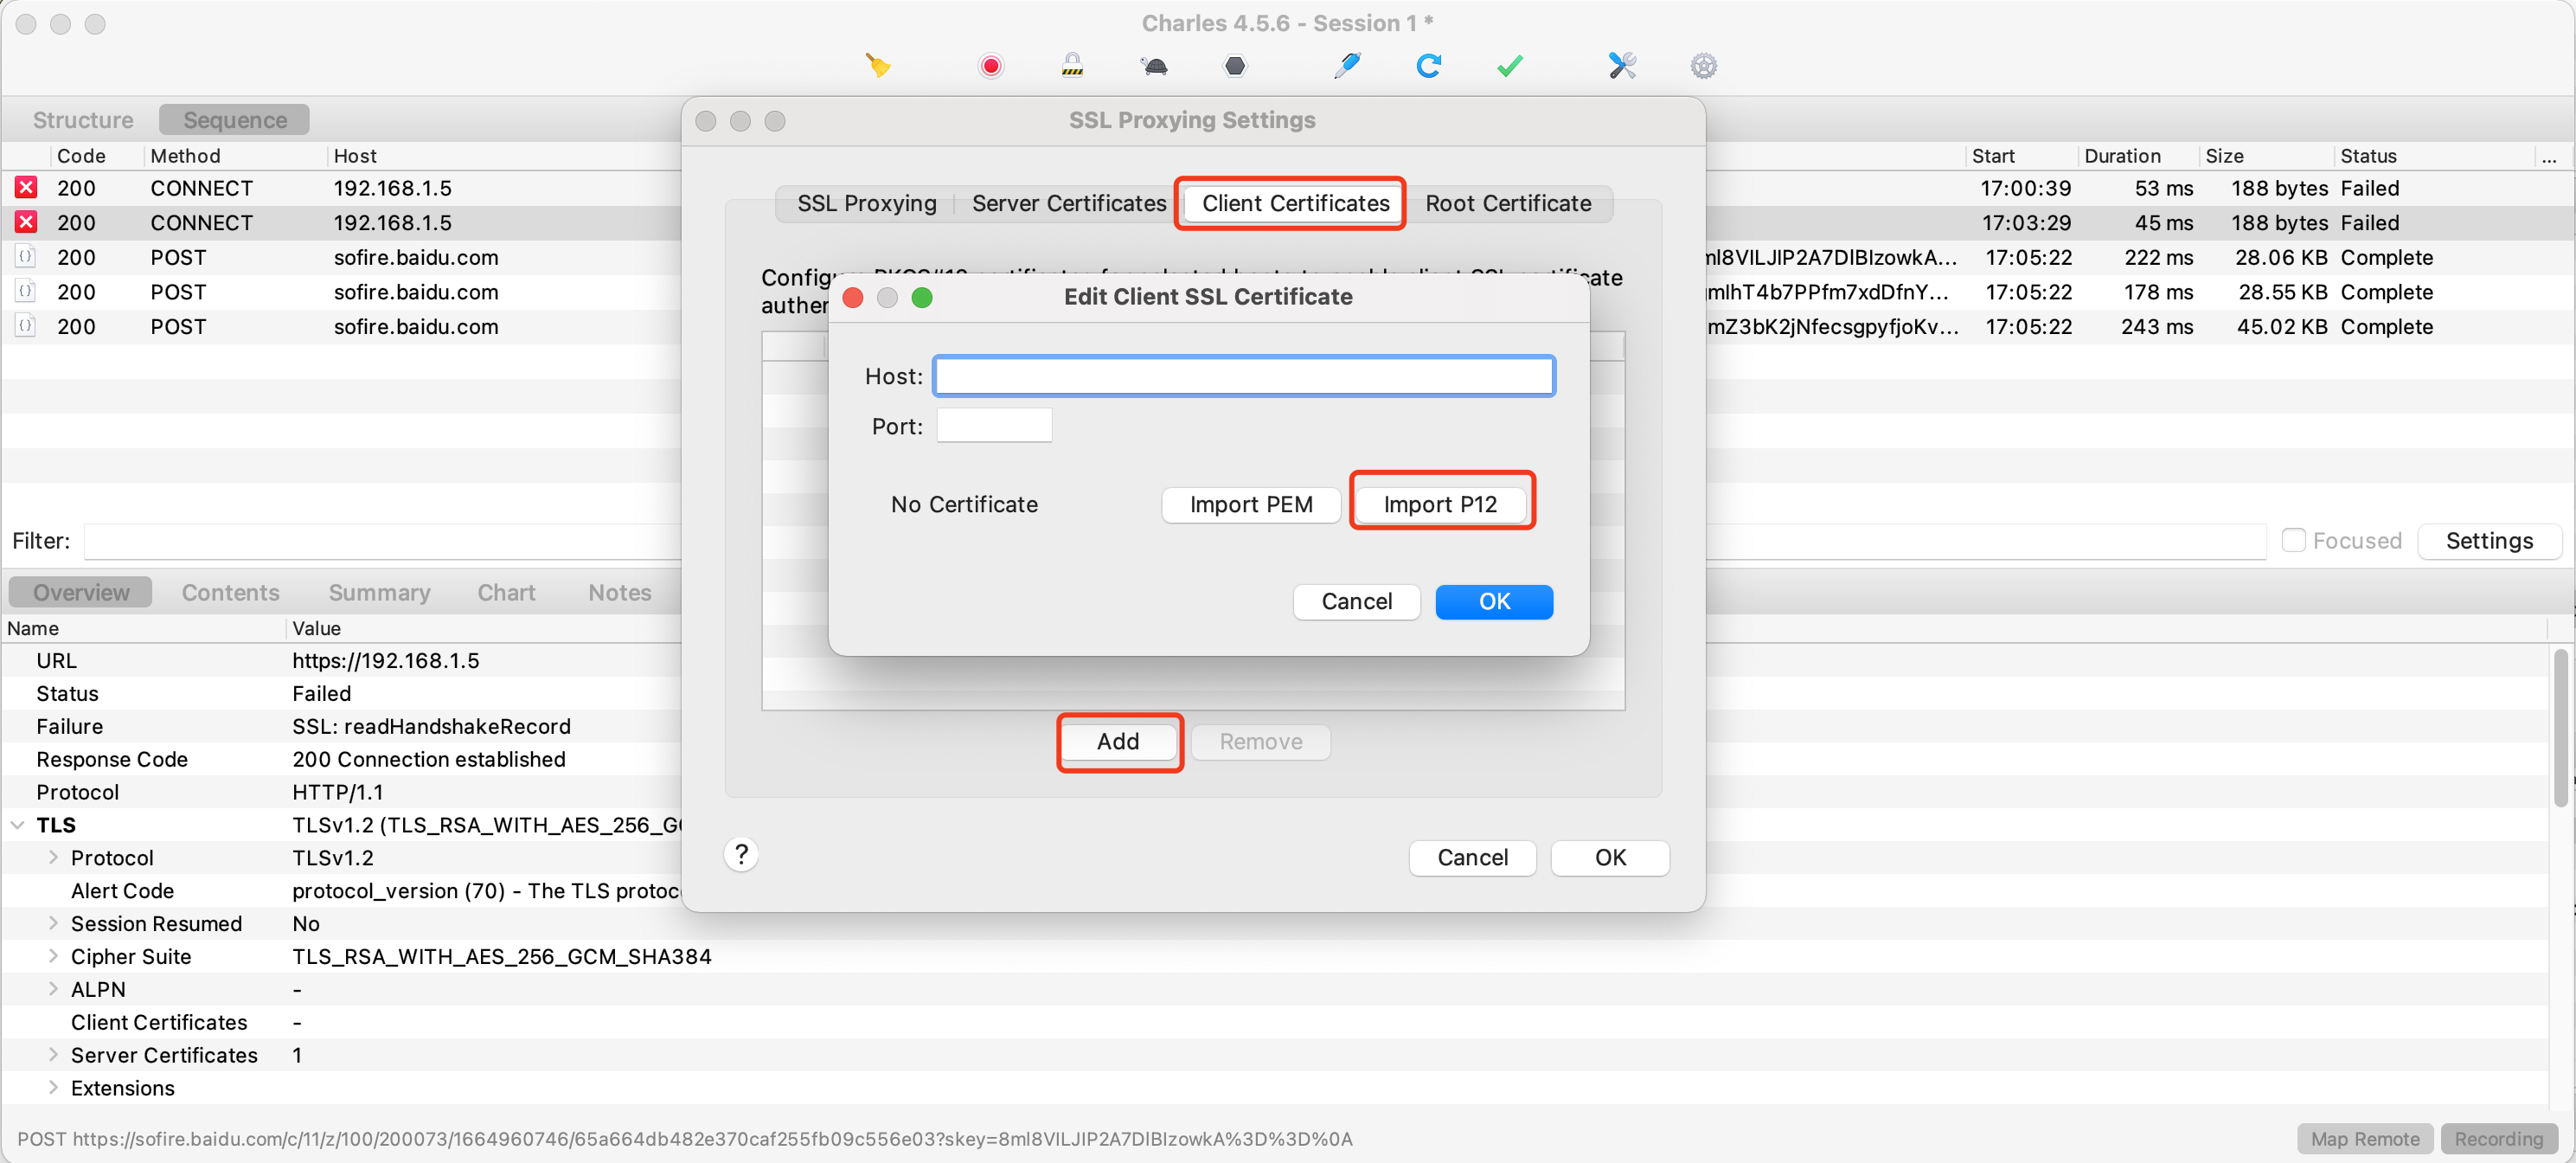 Charles 4.5.6 - Session 1 *
Structure Sequence
SSL Proxying Settings
Code Method Host Start Duration Size Status ...
200 CONNECT 192.168.1.5 17:00:39 53 ms 188 bytes Failed
200 CONNECT 192.168.1.5 17:03:29 45 ms 188 bytes Failed
200 POST sofire.baidu.com ml8VILJIP2A7DIBIzowkA... 17:05:22 222 ms 28.06 KB Complete
200 POST sofire.baidu.com mlhT4b7PPfm7xdDfnY... 17:05:22 178 ms 28.55 KB Complete
200 POST sofire.baidu.com mZ3bK2jNfecsgpyfjoKv... 17:05:22 243 ms 45.02 KB Complete
SSL Proxying Server Certificates Client Certificates Root Certificate
Edit Client SSL Certificate
Host:
Port:
No Certificate Import PEM Import P12
Cancel OK
Add Remove
? Cancel OK
Filter: Focused Settings
Overview Contents Summary Chart Notes
Name Value
URL https://192.168.1.5
Status Failed
Failure SSL: readHandshakeRecord
Response Code 200 Connection established
Protocol HTTP/1.1
TLS TLSv1.2 (TLS_RSA_WITH_AES_256_G
Protocol TLSv1.2
Alert Code protocol_version (70) - The TLS protoc
Session Resumed No
Cipher Suite TLS_RSA_WITH_AES_256_GCM_SHA384
ALPN -
Client Certificates -
Server Certificates 1
Extensions
POST https://sofire.baidu.com/c/11/z/100/200073/1664960746/65a664db482e370caf255fb09c556e03?skey=8ml8VILJIP2A7DIBIzowkA%3D%3D%0A
Map Remote Recording